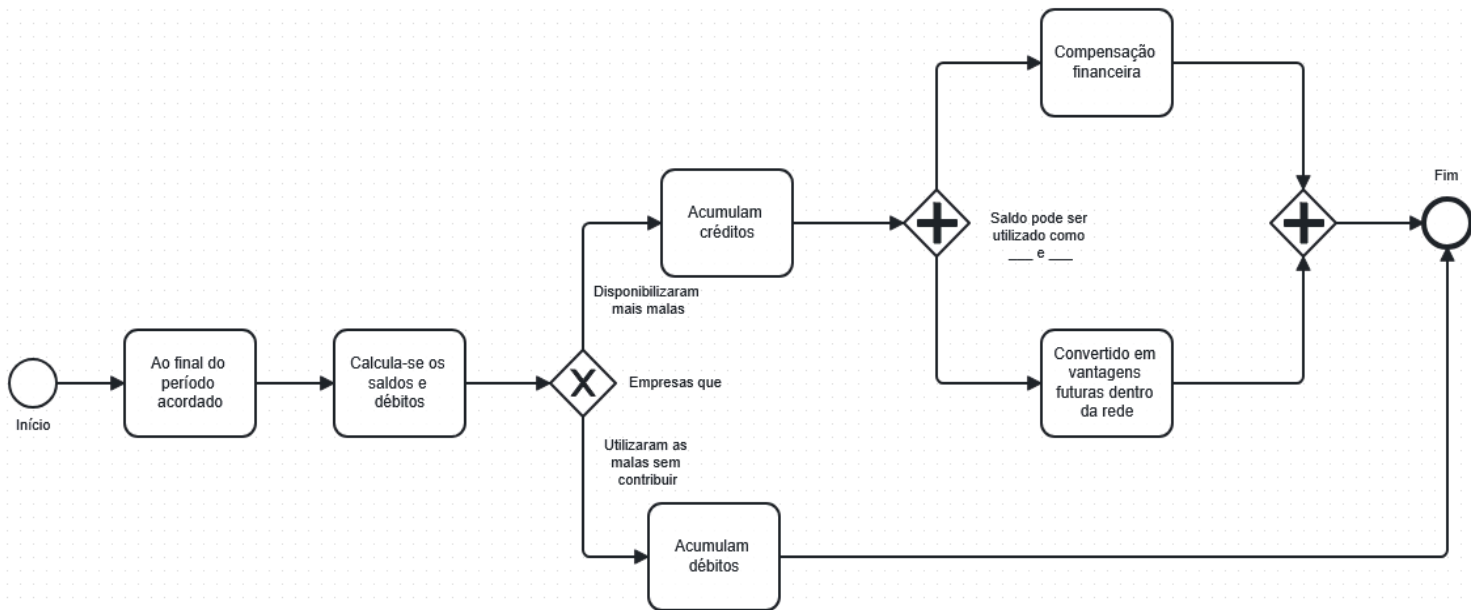 Início
Ao final do
período
acordado
Calcula-se os
saldos e
débitos
Empresas que
Disponibilizaram
mais malas
Acumulam
créditos
Saldo pode ser
utilizado como
___ e ___
Compensação
financeira
Convertido em
vantagens
futuras dentro
da rede
Utilizaram as
malas sem
contribuir
Acumulam
débitos
Fim